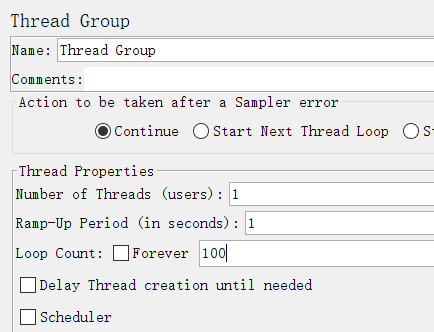 Thread Group
Name: Thread Group
Comments:
Action to be taken after a Sampler error
Continue Start Next Thread Loop
Thread Properties
Number of Threads (users): 1
Ramp-Up Period (in seconds): 1
Loop Count: Forever 100
Delay Thread creation until needed
Scheduler